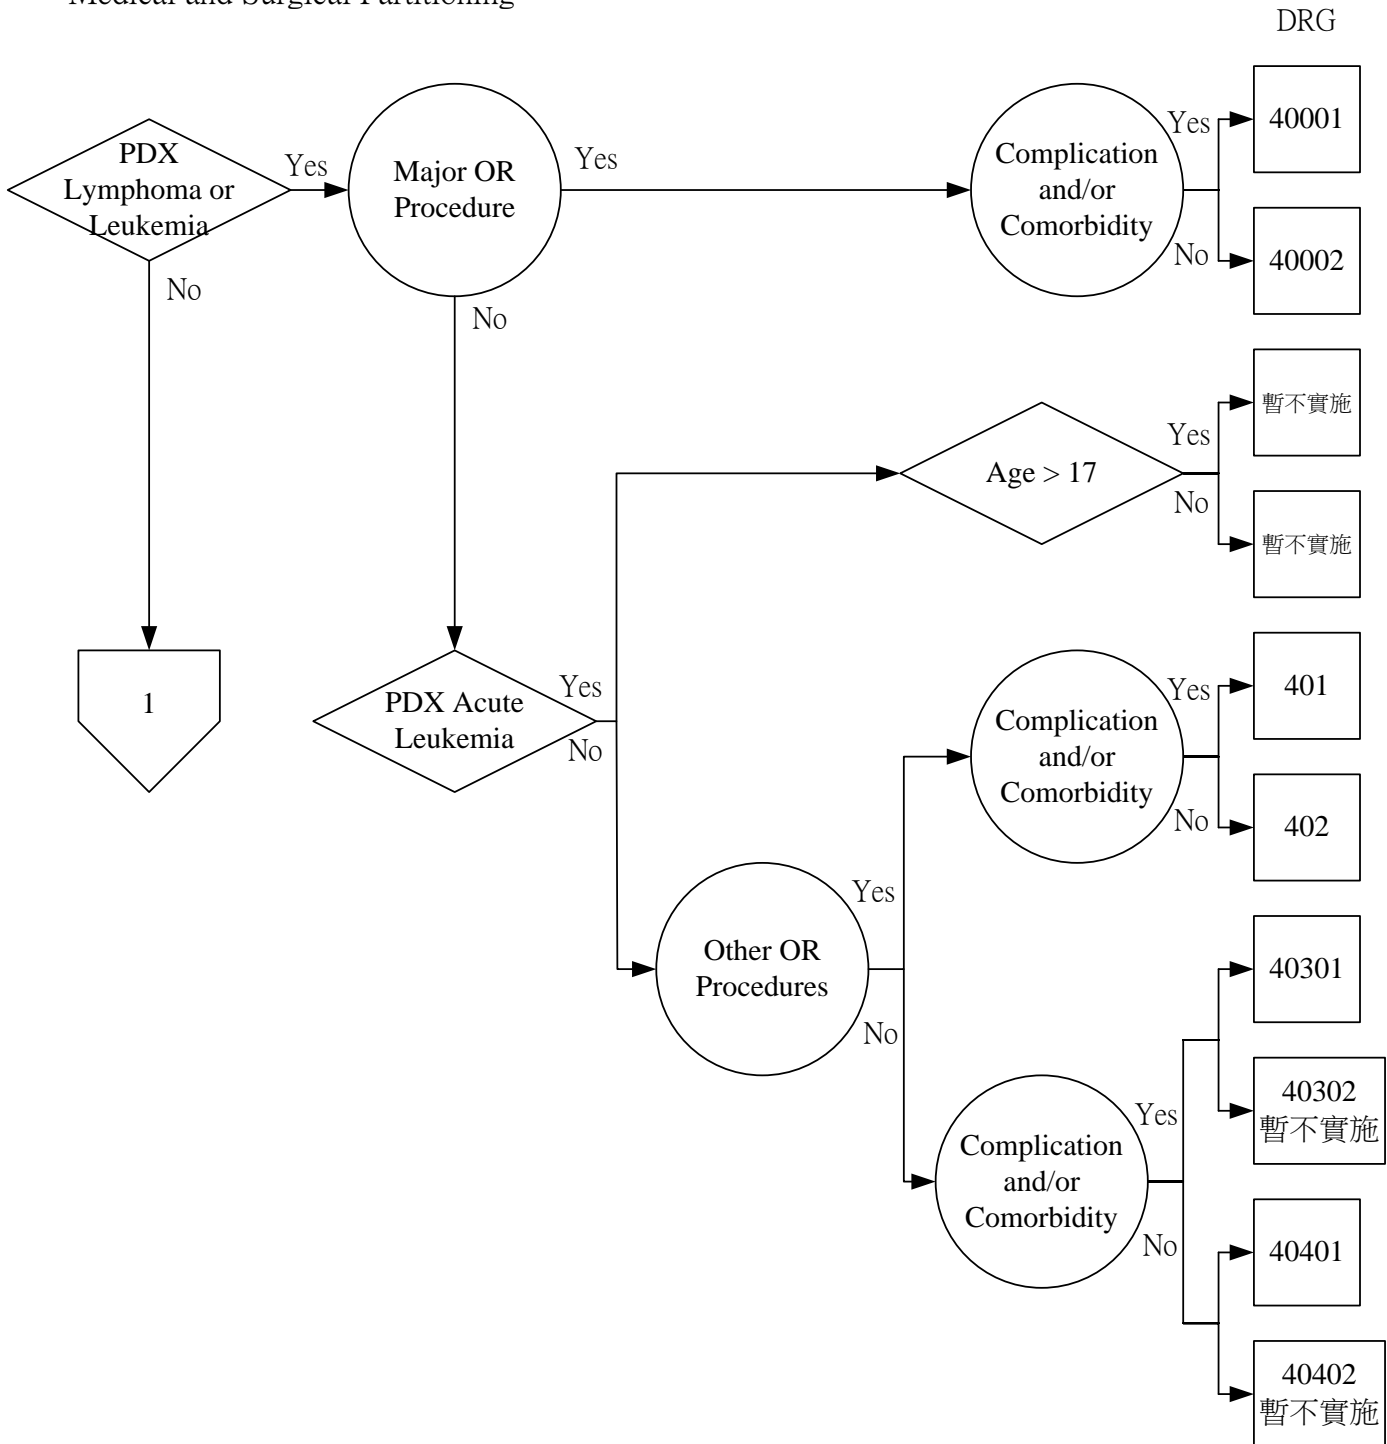 Medical and Surgical Partitioning
DRG
PDX
Lymphoma or
Leukemia
Yes
No
Major OR
Procedure
Yes
No
Complication
and/or
Comorbidity
Yes
No
40001
40002
Age > 17
Yes
No
暫不實施
暫不實施
1
PDX Acute
Leukemia
Yes
No
Complication
and/or
Comorbidity
Yes
No
401
402
Other OR
Procedures
Yes
No
Complication
and/or
Comorbidity
Yes
No
40301
40302
暫不實施
40401
40402
暫不實施